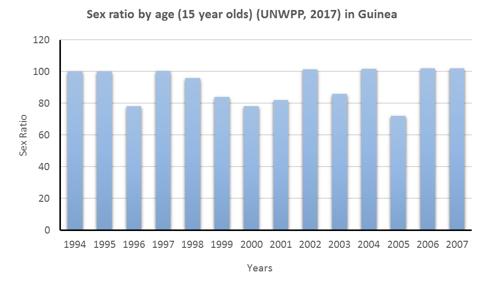 Sex ratio by age (15 year olds) (UNWPP, 2017) in Guinea
120
100
80
60
40
20
0
Sex Ratio
1994 1995 1996 1997 1998 1999 2000 2001 2002 2003 2004 2005 2006 2007
Years